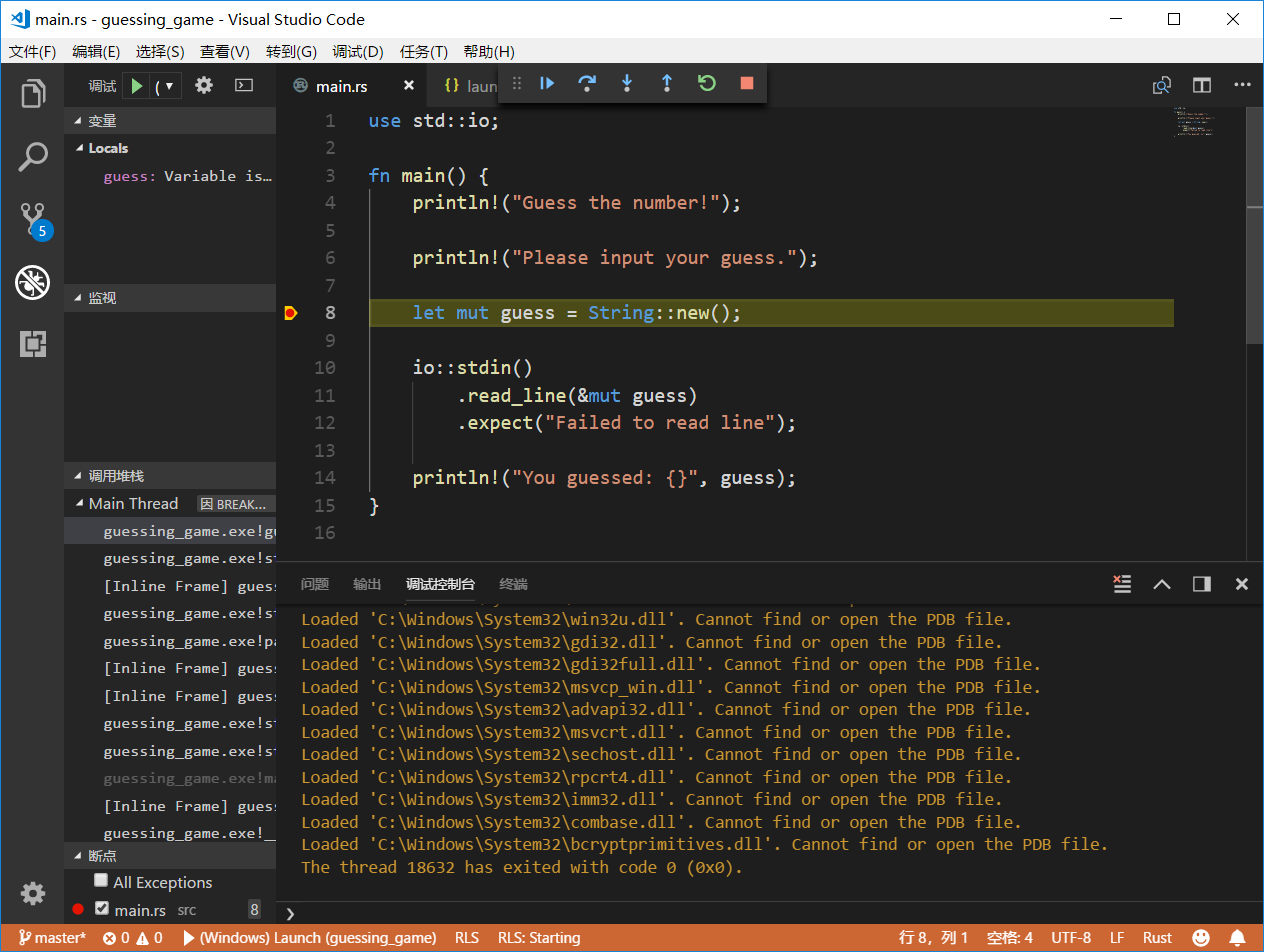 main.rs - guessing_game - Visual Studio Code
文件(F) 编辑(E) 选择(S) 查看(V) 转到(G) 调试(D) 任务(T) 帮助(H)
调试 (
main.rs
{} laun
变量
Locals
guess: Variable is...
监视
调用堆栈
Main Thread 因 BREAK...
guessing_game.exe!gu
guessing_game.exe!st
[Inline Frame] guess
guessing_game.exe!st
guessing_game.exe!pa
[Inline Frame] guess
[Inline Frame] guess
guessing_game.exe!st
guessing_game.exe!st
guessing_game.exe!ma
[Inline Frame] guess
guessing_game.exe!__
断点
All Exceptions
main.rs src 8
5
1 use std::io;
2
3 fn main() {
4 println!("Guess the number!");
5
6 println!("Please input your guess.");
7
8 let mut guess = String::new();
9
10 io::stdin()
11 .read_line(&mut guess)
12 .expect("Failed to read line");
13
14 println!("You guessed: {}", guess);
15 }
16
问题 输出 调试控制台 终端
Loaded 'C:\Windows\System32\win32u.dll'. Cannot find or open the PDB file.
Loaded 'C:\Windows\System32\gdi32.dll'. Cannot find or open the PDB file.
Loaded 'C:\Windows\System32\gdi32full.dll'. Cannot find or open the PDB file.
Loaded 'C:\Windows\System32\msvcp_win.dll'. Cannot find or open the PDB file.
Loaded 'C:\Windows\System32\advapi32.dll'. Cannot find or open the PDB file.
Loaded 'C:\Windows\System32\msvcrt.dll'. Cannot find or open the PDB file.
Loaded 'C:\Windows\System32\sechost.dll'. Cannot find or open the PDB file.
Loaded 'C:\Windows\System32\rpcrt4.dll'. Cannot find or open the PDB file.
Loaded 'C:\Windows\System32\imm32.dll'. Cannot find or open the PDB file.
Loaded 'C:\Windows\System32\combase.dll'. Cannot find or open the PDB file.
Loaded 'C:\Windows\System32\bcryptprimitives.dll'. Cannot find or open the PDB file.
The thread 18632 has exited with code 0 (0x0).
master* 0 0 (Windows) Launch (guessing_game) RLS RLS: Starting 行 8，列 1 空格: 4 UTF-8 LF Rust